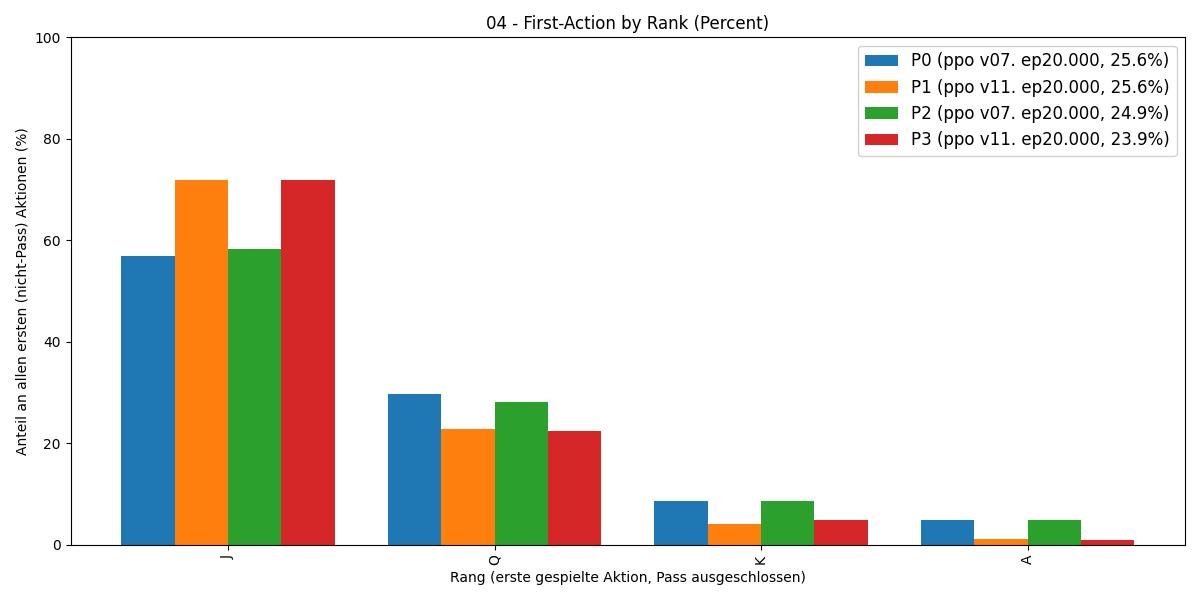 04 - First-Action by Rank (Percent)
Anteil an allen ersten (nicht-Pass) Aktionen (%)
100
80
60
40
20
0
P0 (ppo v07. ep20.000, 25.6%)
P1 (ppo v11. ep20.000, 25.6%)
P2 (ppo v07. ep20.000, 24.9%)
P3 (ppo v11. ep20.000, 23.9%)
J
Q
K
A
Rang (erste gespielte Aktion, Pass ausgeschlossen)